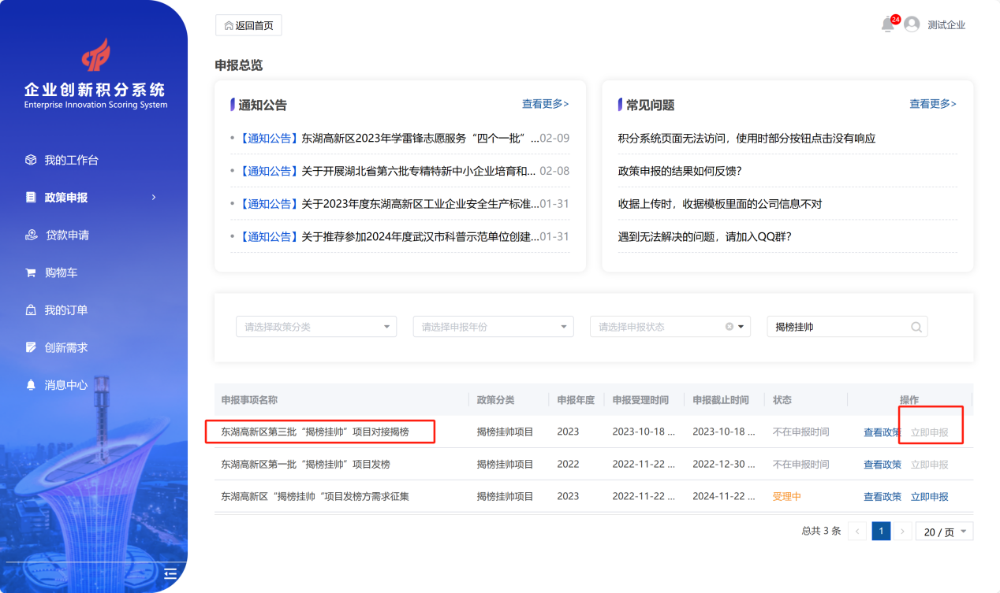 返回首页
24
测试企业
企业创新积分系统
Enterprise Innovation Scoring System
我的工作台
政策申报
贷款申请
购物车
我的订单
创新需求
消息中心
申报总览
通知公告
查看更多>
【通知公告】东湖高新区2023年学雷锋志愿服务“四个一批”...02-09
【通知公告】关于开展湖北省第六批专精特新中小企业培育和... 02-08
【通知公告】关于2023年度东湖高新区工业企业安全生产标准...01-31
【通知公告】关于推荐参加2024年度武汉市科普示范单位创建...01-31
常见问题
查看更多>
积分系统页面无法访问，使用时部分按钮点击没有响应
政策申报的结果如何反馈?
收据上传时，收据模板里面的公司信息不对
遇到无法解决的问题，请加入QQ群?
请选择政策分类 请选择申报年份 请选择申报状态 揭榜挂帅
申报事项名称 政策分类 申报年度 申报受理时间 申报截止时间 状态 操作
东湖高新区第三批“揭榜挂帅”项目对接揭榜 揭榜挂帅项目 2023 2023-10-18 ... 2023-10-18 ... 不在申报时间 查看政策 立即申报
东湖高新区第一批“揭榜挂帅”项目发榜 揭榜挂帅项目 2022 2022-11-22 ... 2022-12-30 ... 不在申报时间 查看政策 立即申报
东湖高新区“揭榜挂帅“项目发榜方需求征集 揭榜挂帅项目 2023 2022-11-22 ... 2024-11-22 ... 受理中 查看政策 立即申报
总共 3 条 < 1 > 20 / 页